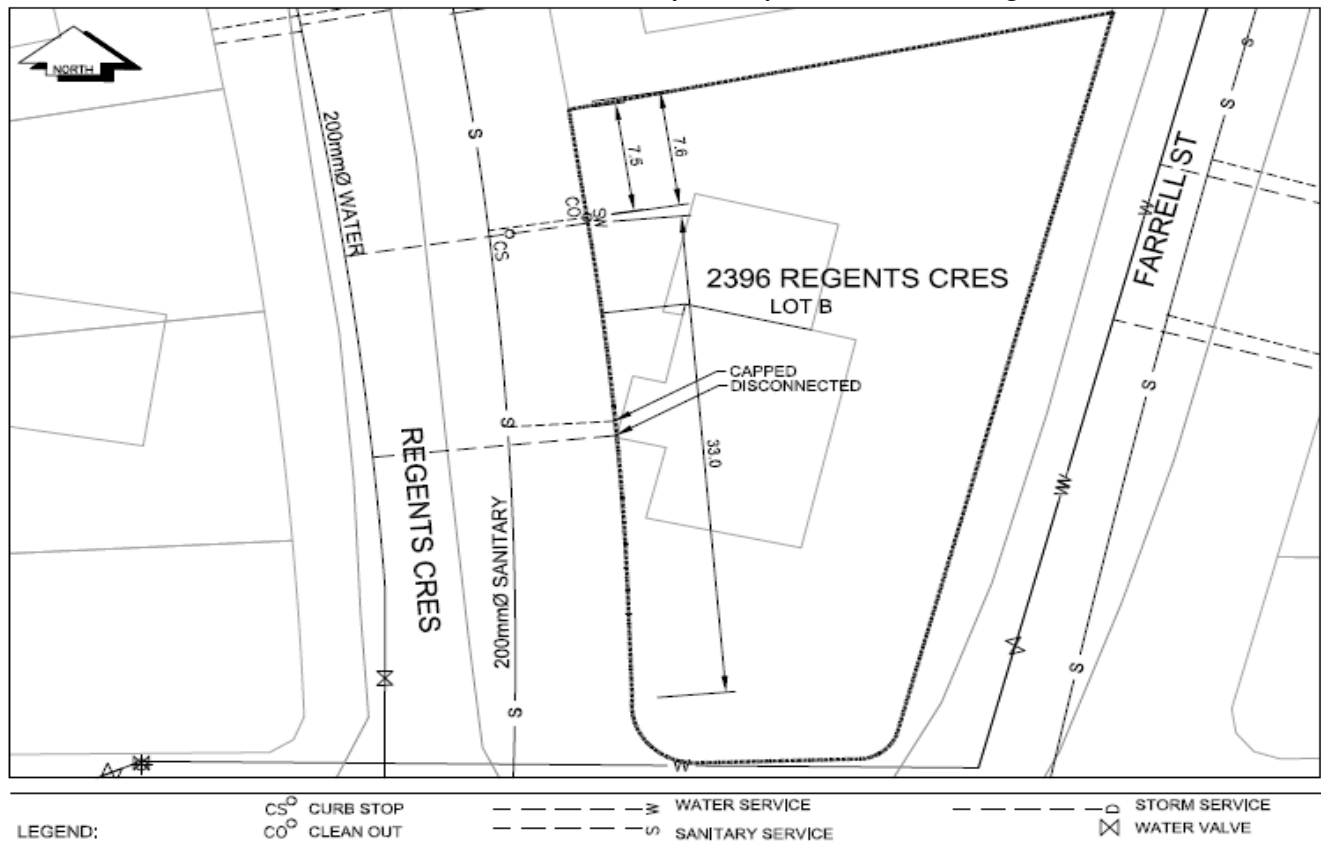 NORTH
200mmØ WATER
S
S
7.5
7.6
CO
SW
CS
W
FARRELL ST
S
S
2396 REGENTS CRES
LOT B
CAPPED
DISCONNECTED
S
33.0
REGENTS CRES
200mmØ SANITARY
W
S
S
S
W
LEGEND:
CS CURB STOP
CO CLEAN OUT
W WATER SERVICE
S SANITARY SERVICE
D STORM SERVICE
WATER VALVE